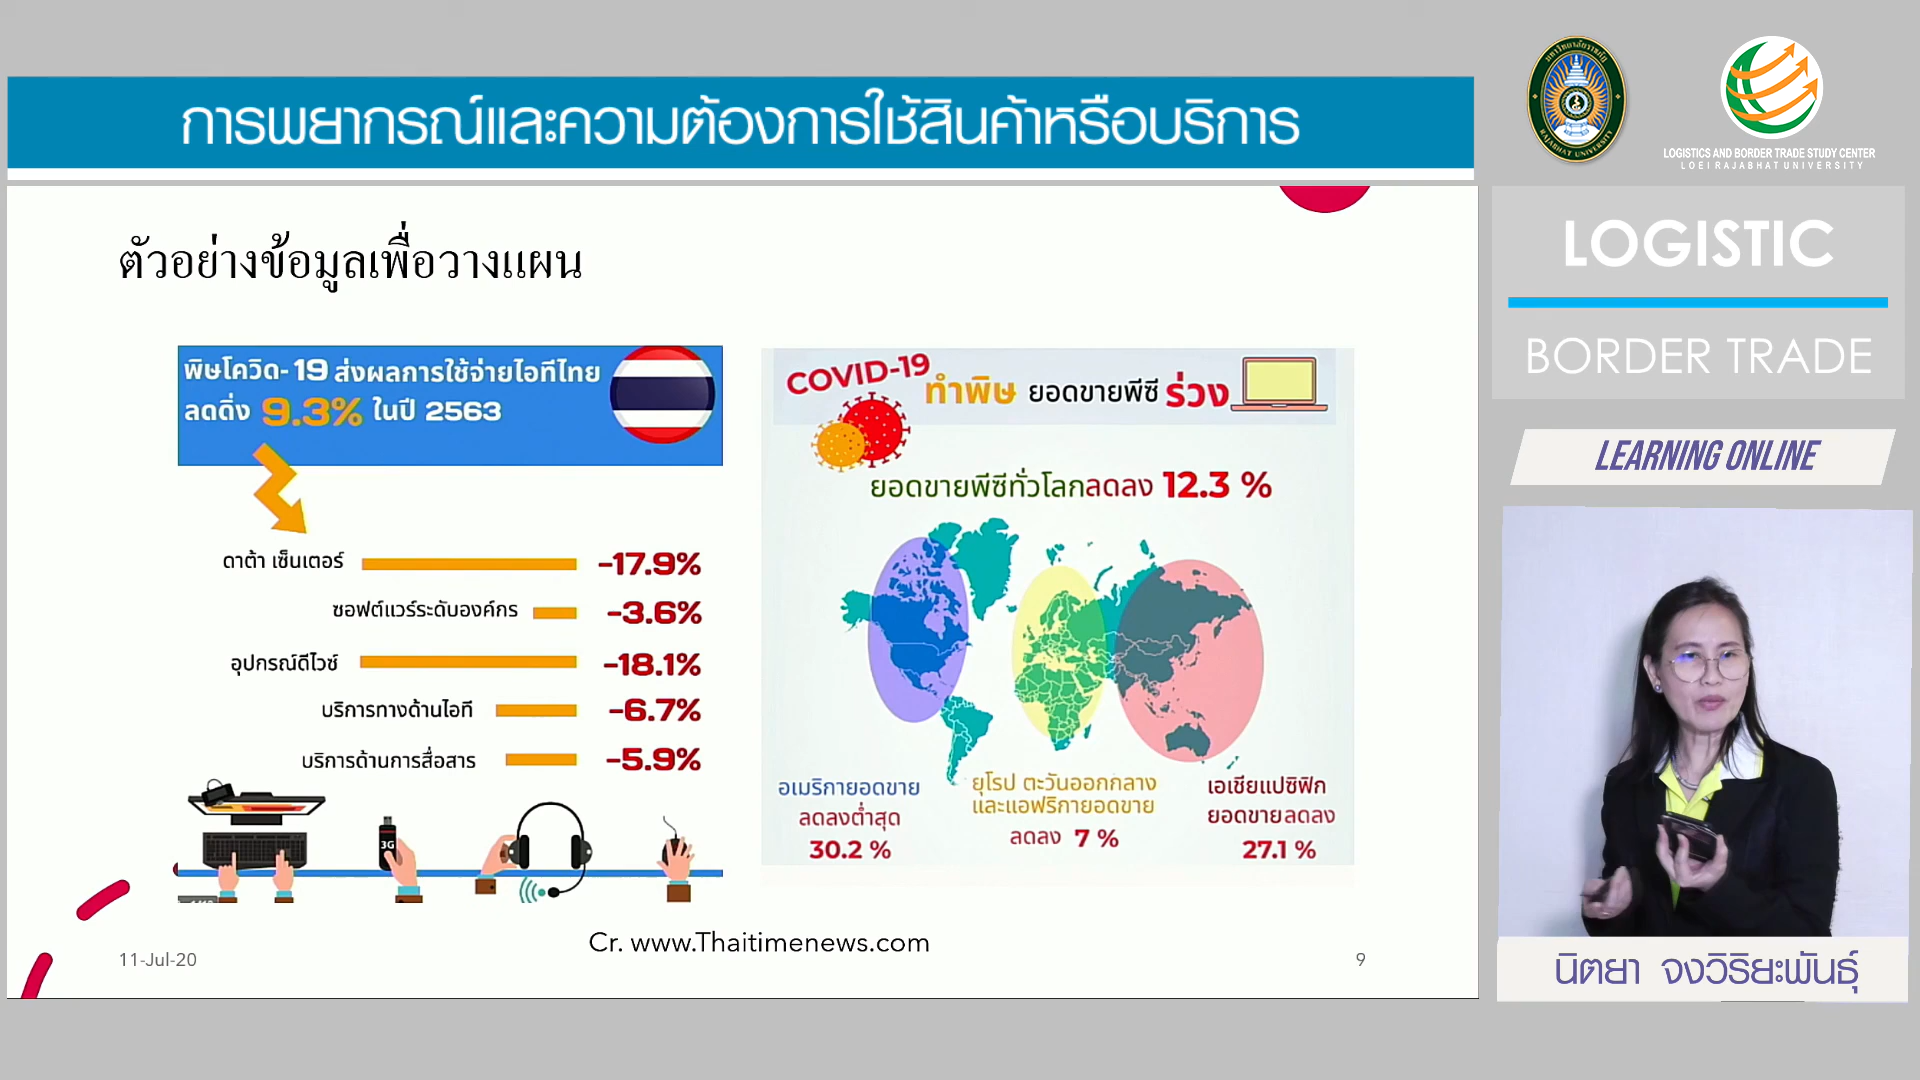 การพยากรณ์และความต้องการใช้สินค้าหรือบริการ
ตัวอย่างข้อมูลเพื่อวางแผน
พิษโควิด-19 ส่งผลการใช้จ่ายไอทีไทย
ลดดิ่ง 9.3% ในปี 2563
ดาต้า เซ็นเตอร์ -17.9%
ซอฟต์แวร์ระดับองค์กร -3.6%
อุปกรณ์ดีไวซ์ -18.1%
บริการทางด้านไอที -6.7%
บริการด้านการสื่อสาร -5.9%
3G
COVID-19
ทำพิษ ยอดขายพีซี ร่วง
ยอดขายพีซีทั่วโลกลดลง 12.3 %
อเมริกายอดขาย
ลดลงต่ำสุด
30.2 %
ยุโรป ตะวันออกกลาง
และแอฟริกายอดขาย
ลดลง 7 %
เอเชียแปซิฟิก
ยอดขายลดลง
27.1 %
Cr. www.Thaitimenews.com
11-Jul-20
9
RAJABHAT UNIVERSITY
LOGISTICS AND BORDER TRADE STUDY CENTER
LOEI RAJABHAT UNIVERSITY
LOGISTIC
BORDER TRADE
LEARNING ONLINE
นิตยา จงวิริยะพันธุ์